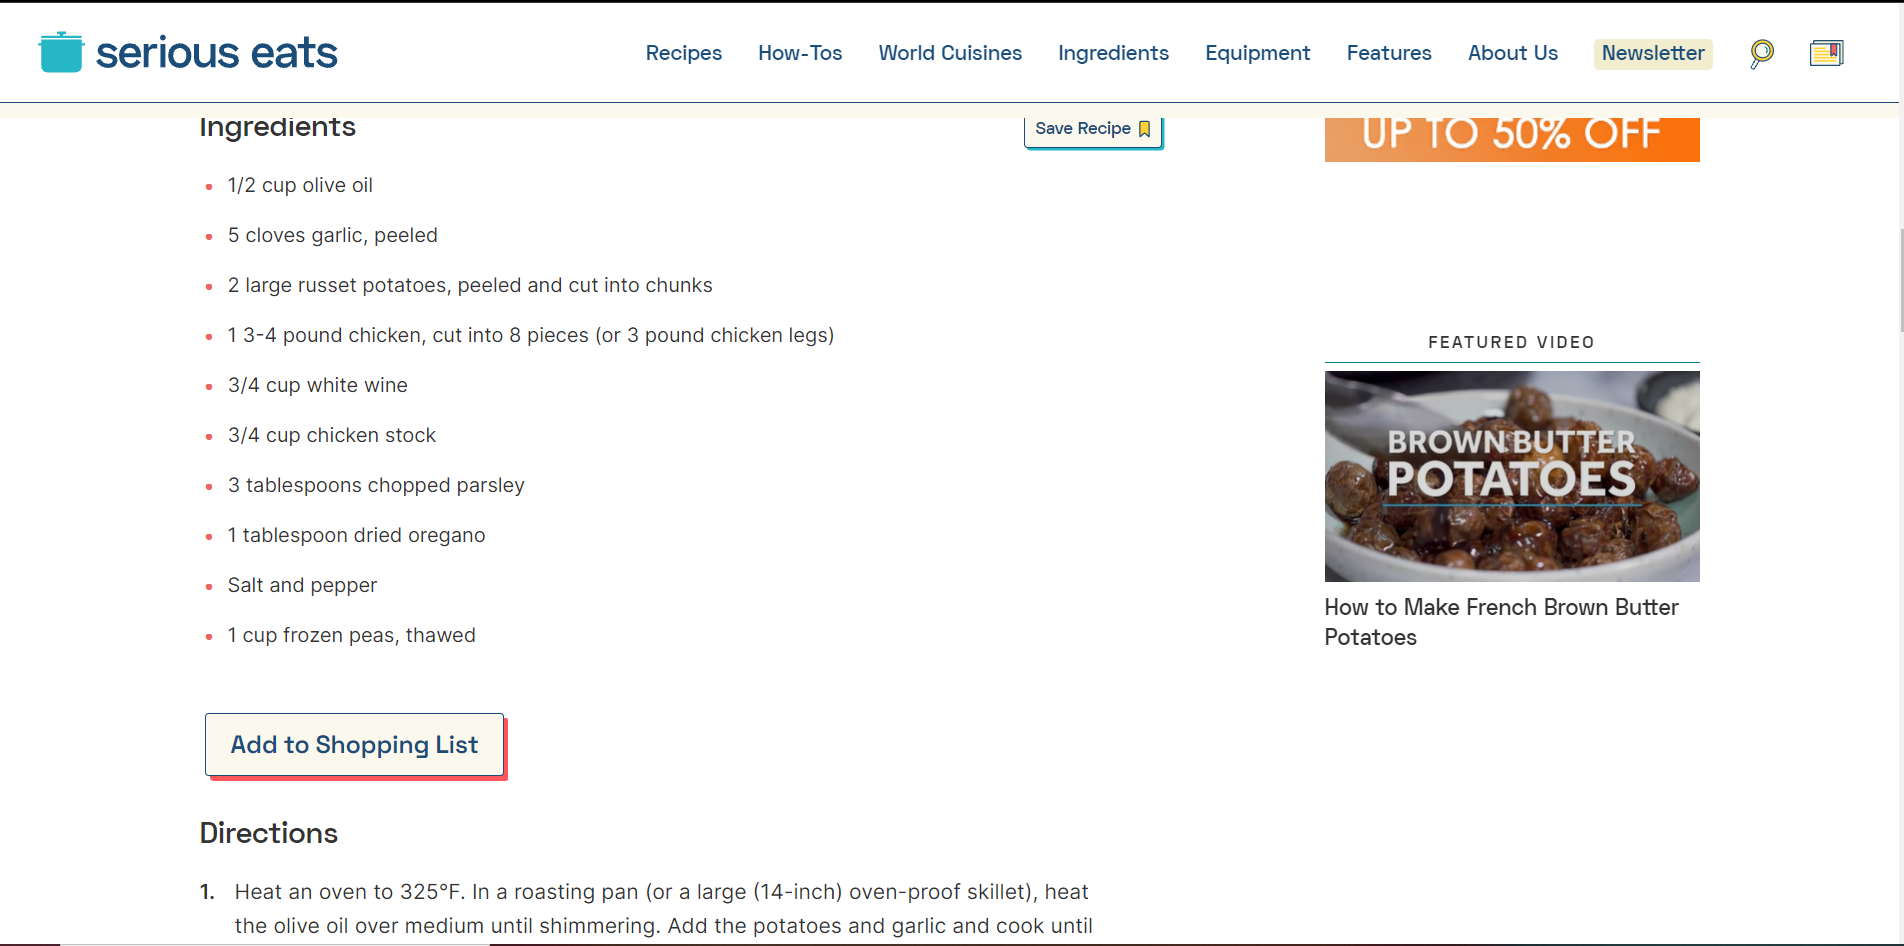 serious eats
Recipes How-Tos World Cuisines Ingredients Equipment Features About Us Newsletter
Ingredients
Save Recipe
UP TO 50% OFF
1/2 cup olive oil
5 cloves garlic, peeled
2 large russet potatoes, peeled and cut into chunks
1 3-4 pound chicken, cut into 8 pieces (or 3 pound chicken legs)
3/4 cup white wine
3/4 cup chicken stock
3 tablespoons chopped parsley
1 tablespoon dried oregano
Salt and pepper
1 cup frozen peas, thawed
FEATURED VIDEO
BROWN BUTTER
POTATOES
How to Make French Brown Butter
Potatoes
Add to Shopping List
Directions
1. Heat an oven to 325°F. In a roasting pan (or a large (14-inch) oven-proof skillet), heat
the olive oil over medium until shimmering. Add the potatoes and garlic and cook until